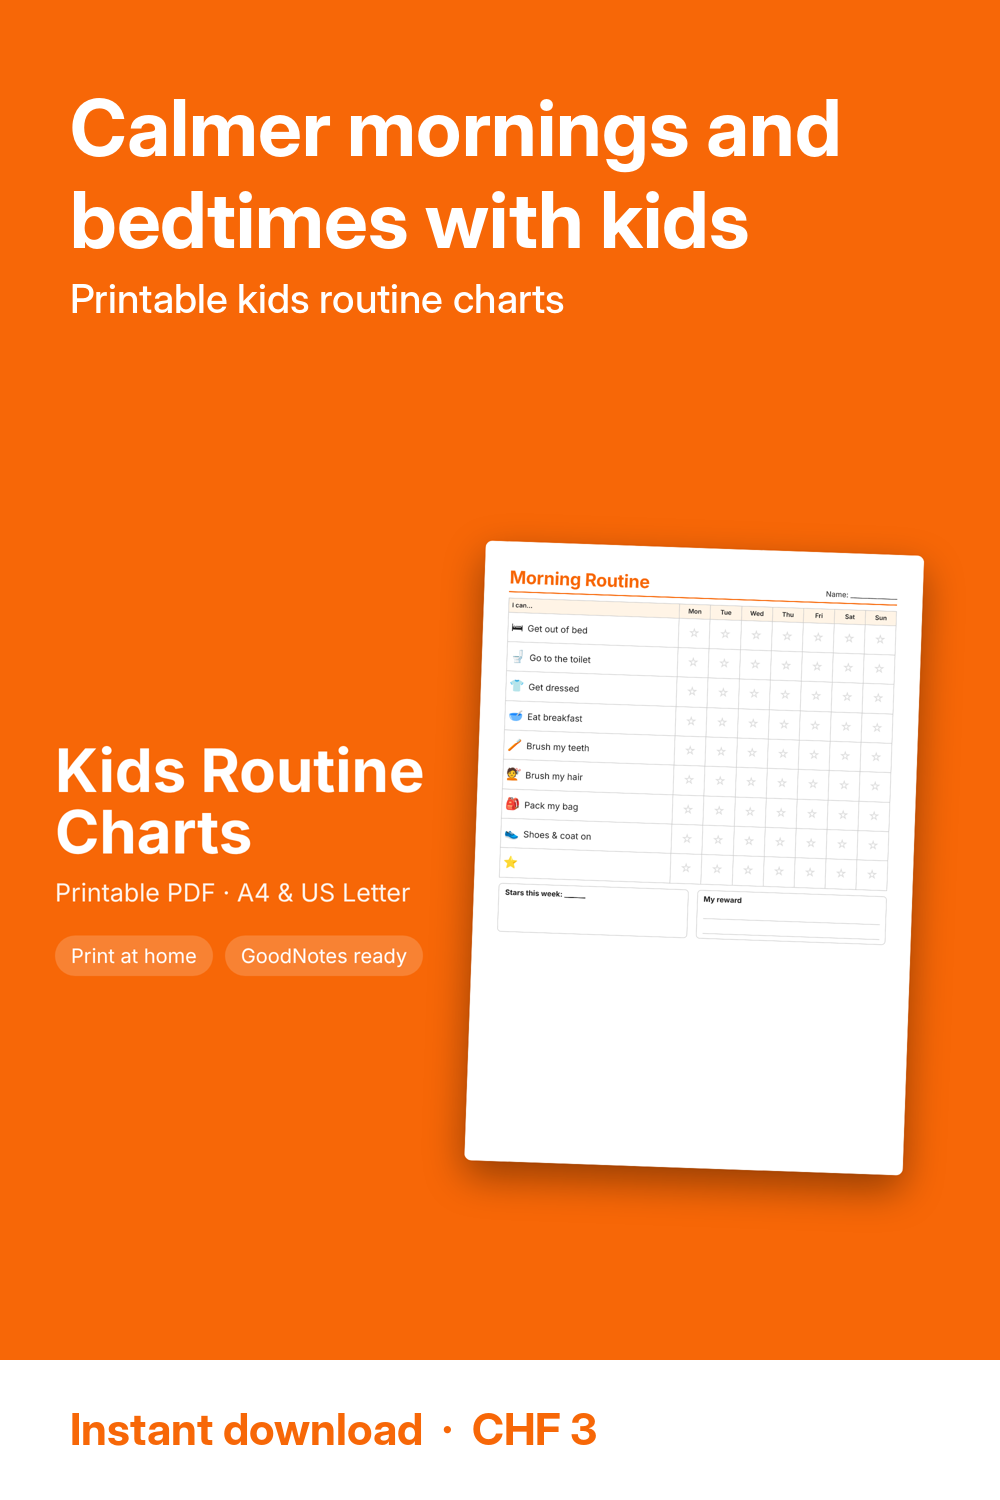 Calmer mornings and
bedtimes with kids
Printable kids routine charts
Kids Routine
Charts
Printable PDF · A4 & US Letter
Print at home
GoodNotes ready
Morning Routine
Name: ________
I can... Mon Tue Wed Thu Fri Sat Sun
Get out of bed
Go to the toilet
Get dressed
Eat breakfast
Brush my teeth
Brush my hair
Pack my bag
Shoes & coat on
Stars this week: _____
My reward
Instant download · CHF 3